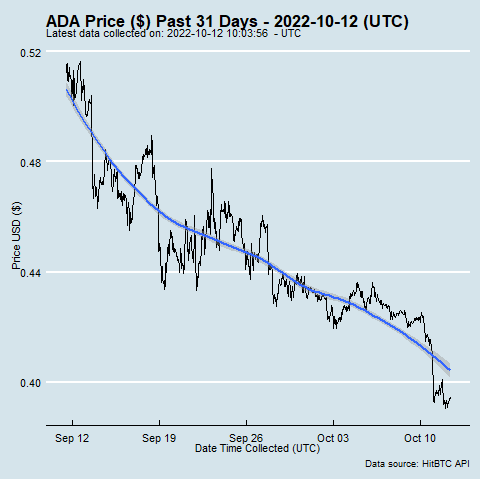 ADA Price ($) Past 31 Days - 2022-10-12 (UTC)
Latest data collected on: 2022-10-12 10:03:56 - UTC
0.52
0.48
0.44
0.40
Price USD ($)
Sep 12
Sep 19
Sep 26
Oct 03
Oct 10
Date Time Collected (UTC)
Data source: HitBTC API